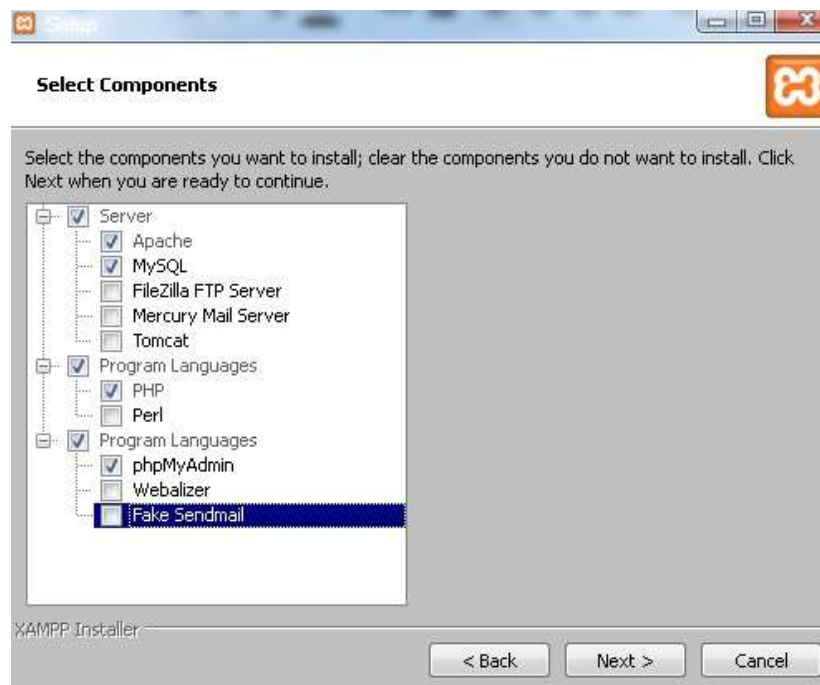 Setup
Select Components
Select the components you want to install; clear the components you do not want to install. Click
Next when you are ready to continue.
Server
Apache
MySQL
FileZilla FTP Server
Mercury Mail Server
Tomcat
Program Languages
PHP
Perl
Program Languages
phpMyAdmin
Webalizer
Fake Sendmail
XAMPP Installer
< Back
Next >
Cancel